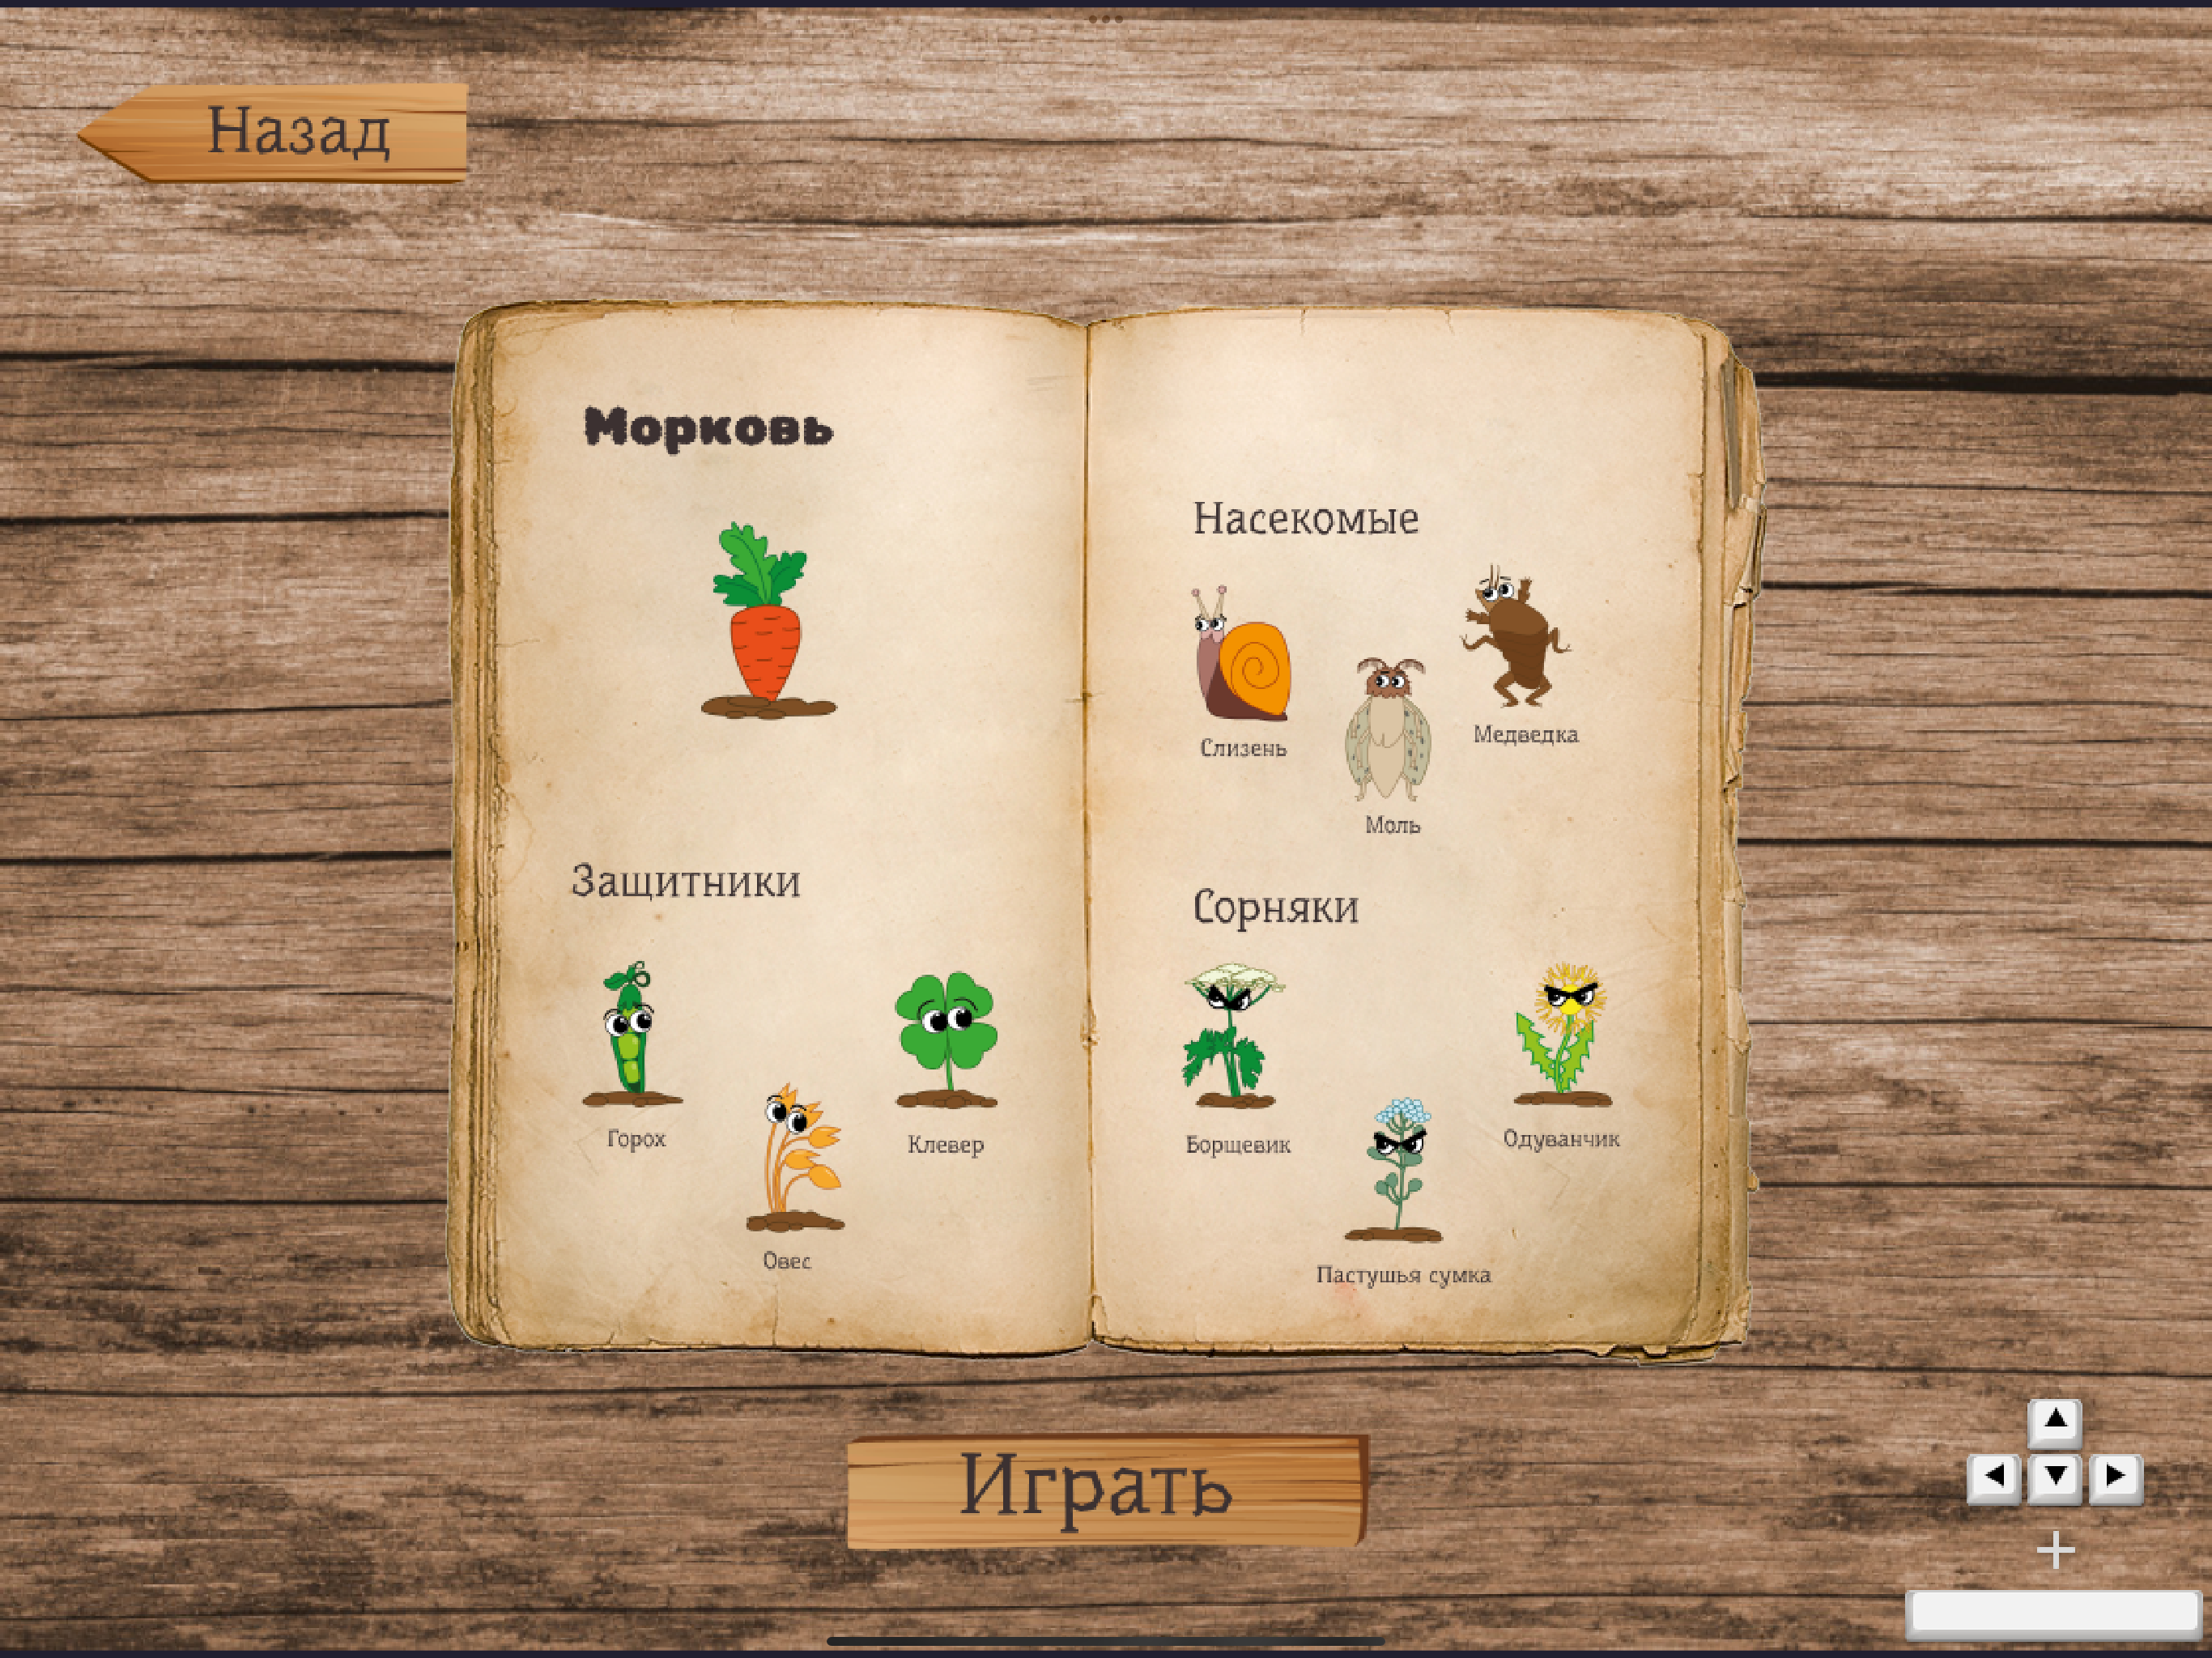 Назад
Морковь
Защитники
Горох
Овес
Клевер
Насекомые
Слизень
Моль
Медведка
Сорняки
Борщевик
Пастушья сумка
Одуванчик
Играть